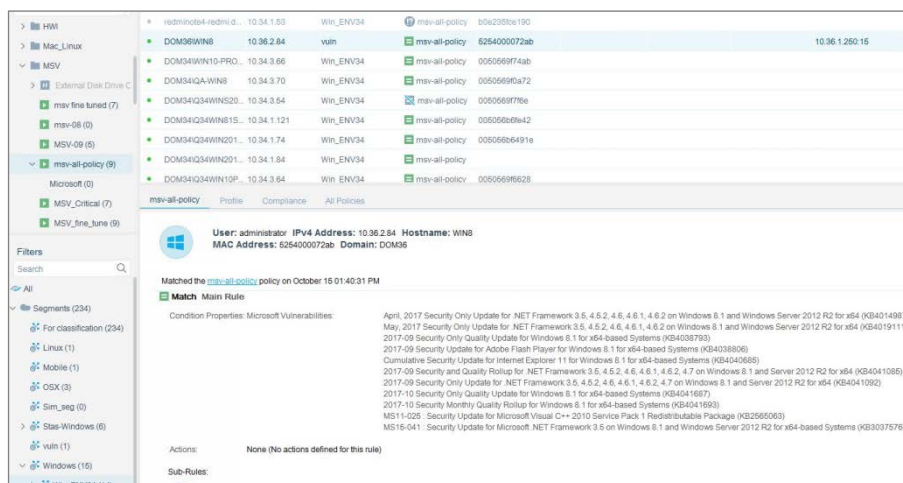 HWI
Mac_Linux
MSV
External Disk Drive C
msv fine tuned (7)
msv-08 (0)
MSV-09 (5)
msv-all-policy (9)
Microsoft (0)
MSV_Critical (7)
MSV_fine_tune (9)
Filters
Search
All
Segments (234)
For classification (234)
Linux (1)
Mobile (1)
OSX (3)
Sim_seg (0)
Stas-Windows (6)
vuln (1)
Windows (15)
redminote4-redmi.d... 10.34.1.53 Win_ENV34 msv-all-policy b0e235fce190
DOM36\WIN8 10.36.2.84 vuln msv-all-policy 5254000072ab 10.36.1.250:15
DOM34\WIN10-PRO... 10.34.3.66 Win_ENV34 msv-all-policy 0050569f74ab
DOM34\QA-WIN8 10.34.3.70 Win_ENV34 msv-all-policy 0050569f0a72
DOM34\Q34WINS20... 10.34.3.54 Win_ENV34 msv-all-policy 0050569f7f6e
DOM34\Q34WIN81S... 10.34.1.121 Win_ENV34 msv-all-policy 005056b6fe42
DOM34\Q34WIN201... 10.34.1.74 Win_ENV34 msv-all-policy 005056b6491e
DOM34\Q34WIN201... 10.34.1.84 Win_ENV34 msv-all-policy
DOM34\Q34WIN10P... 10.34.3.64 Win_ENV34 msv-all-policy 0050569f6628
msv-all-policy Profile Compliance All Policies
User: administrator IPv4 Address: 10.36.2.84 Hostname: WIN8
MAC Address: 5254000072ab Domain: DOM36
Matched the msv-all-policy policy on October 15 01:40:31 PM
Match Main Rule
Condition Properties: Microsoft Vulnerabilities:
April, 2017 Security Only Update for .NET Framework 3.5, 4.5.2, 4.6, 4.6.1, 4.6.2 on Windows 8.1 and Windows Server 2012 R2 for x64 (KB401498
May, 2017 Security Only Update for .NET Framework 3.5, 4.5.2, 4.6, 4.6.1, 4.6.2 on Windows 8.1 and Windows Server 2012 R2 for x64 (KB4019111
2017-09 Security Only Quality Update for Windows 8.1 for x64-based Systems (KB4038793)
2017-09 Security Update for Adobe Flash Player for Windows 8.1 for x64-based Systems (KB4038806)
Cumulative Security Update for Internet Explorer 11 for Windows 8.1 for x64-based Systems (KB4040685)
2017-09 Security and Quality Rollup for .NET Framework 3.5, 4.5.2, 4.6, 4.6.1, 4.6.2, 4.7 on Windows 8.1 and Server 2012 R2 for x64 (KB4041085)
2017-09 Security Only Update for .NET Framework 3.5, 4.5.2, 4.6, 4.6.1, 4.6.2, 4.7 on Windows 8.1 and Server 2012 R2 for x64 (KB4041092)
2017-10 Security Only Quality Update for Windows 8.1 for x64-based Systems (KB4041687)
2017-10 Security Monthly Quality Rollup for Windows 8.1 for x64-based Systems (KB4041693)
MS11-025 : Security Update for Microsoft Visual C++ 2010 Service Pack 1 Redistributable Package (KB2565063)
MS15-041 : Security Update for Microsoft .NET Framework 3.5 on Windows 8.1 and Windows Server 2012 R2 for x64-based Systems (KB3037576
Actions: None (No actions defined for this rule)
Sub-Rules: